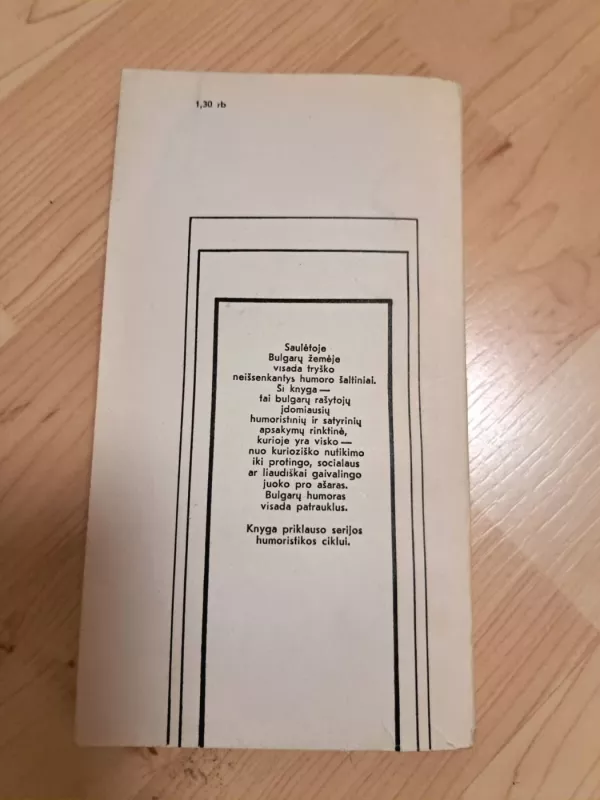 1,30 rb
Saulėtoje
Bulgarų žemėje
visada tryško
neišsenkantys humoro šaltiniai.
Ši knyga —
tai bulgarų rašytojų
įdomiausių
humoristinių ir satyrinių
apsakymų rinktinė,
kurioje yra visko —
nuo kurioziško nutikimo
iki protingo, socialaus
ar liaudiškai gaivalingo
juoko pro ašaras.
Bulgarų humoras
visada patrauklus.
Knyga priklauso serijos
humoristikos ciklui.